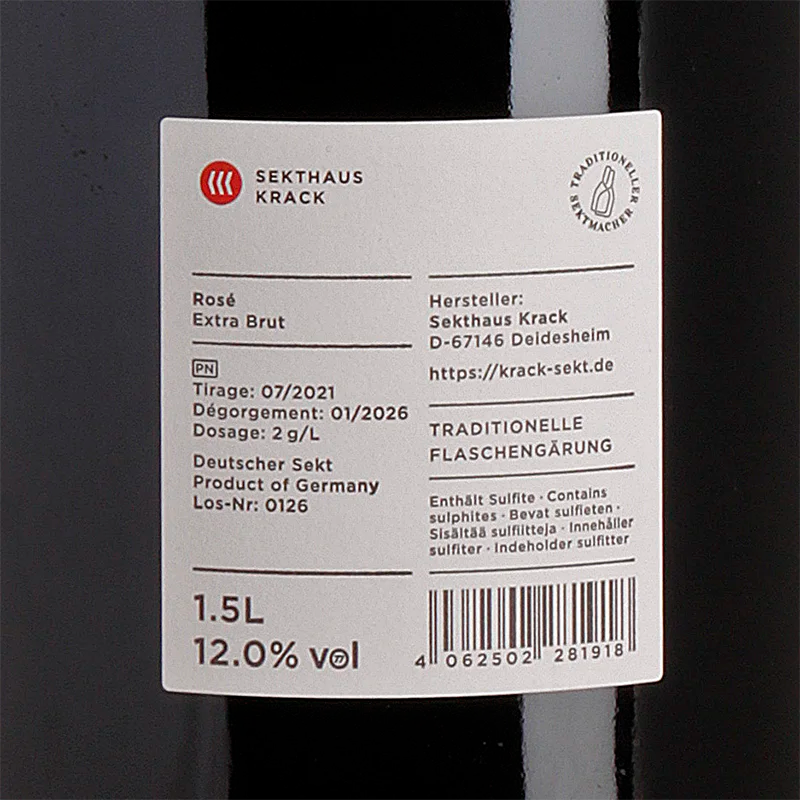 SEKTHAUS
KRACK
TRADITIONELLER
SEKTMACHER
Rosé
Extra Brut
PN
Tirage: 07/2021
Dégorgement: 01/2026
Dosage: 2 g/L
Deutscher Sekt
Product of Germany
Los-Nr: 0126
1.5L
12.0% vol
Hersteller:
Sekthaus Krack
D-67146 Deidesheim
https://krack-sekt.de
TRADITIONELLE
FLASCHENGÄRUNG
Enthält Sulfite · Contains
sulphites · Bevat sulfieten ·
Sisältää sulfiitteja · Innehåller
sulfiter · Indeholder sulfitter
4 062502 281918